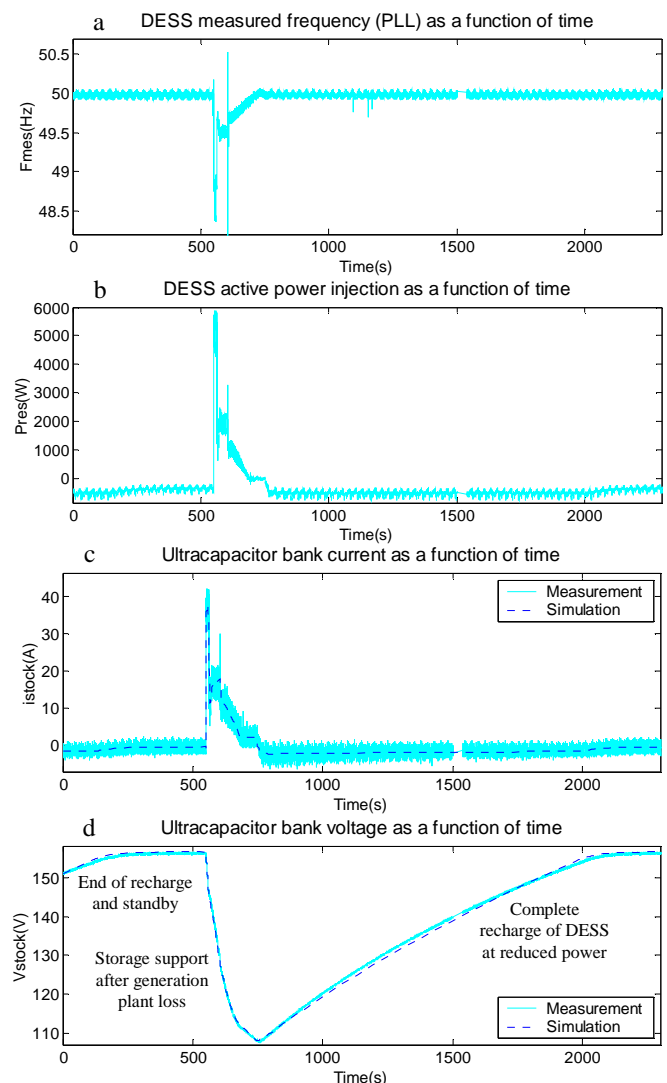 a
DESS measured frequency (PLL) as a function of time
50.5
50
49.5
49
48.5
Fmes(Hz)
0 500 1000 1500 2000
Time(s)
b
DESS active power injection as a function of time
6000
5000
4000
3000
2000
1000
0
Pres(W)
0 500 1000 1500 2000
Time(s)
c
Ultracapacitor bank current as a function of time
40
30
20
10
0
istock(A)
Measurement
Simulation
0 500 1000 1500 2000
Time(s)
d
Ultracapacitor bank voltage as a function of time
150
140
130
120
110
Vstock(V)
End of recharge
and standby
Storage support
after generation
plant loss
Complete
recharge of DESS
at reduced power
Measurement
Simulation
0 500 1000 1500 2000
Time(s)